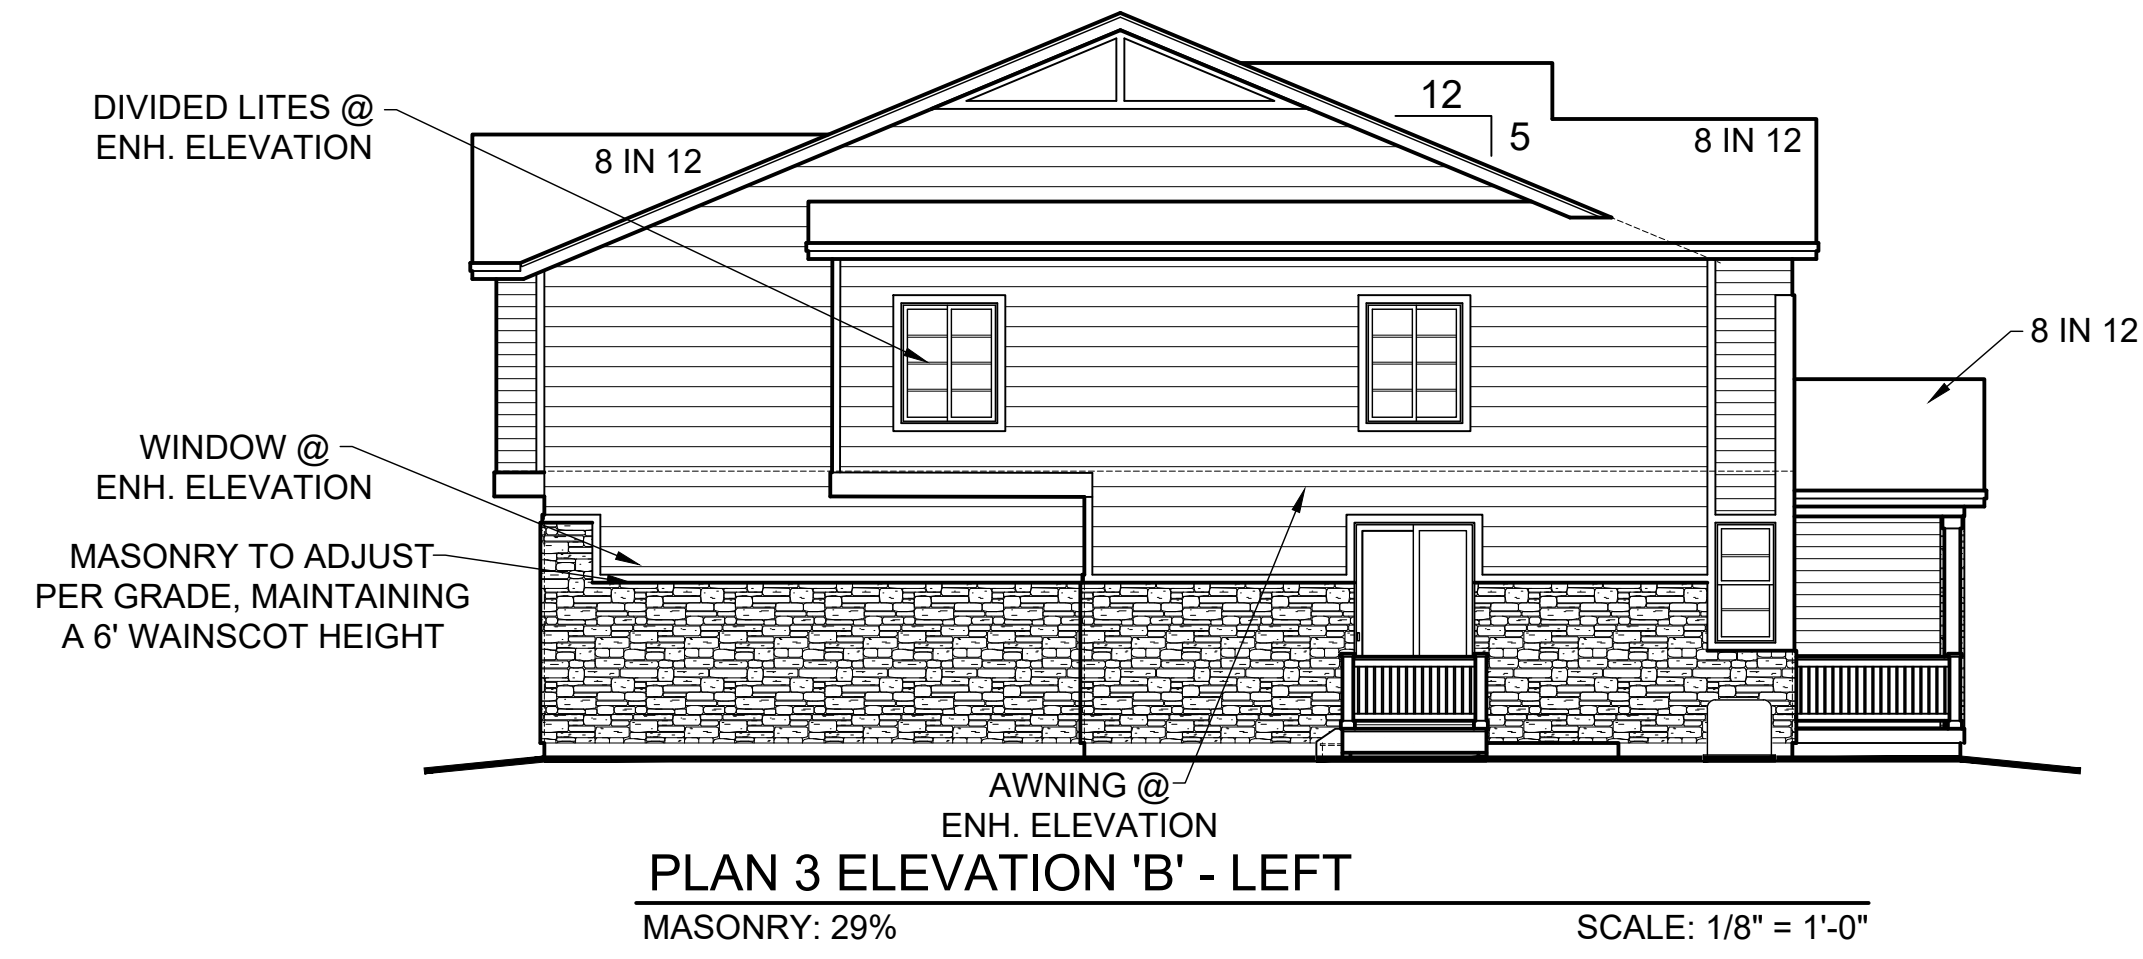 DIVIDED LITES @
ENH. ELEVATION
8 IN 12
12
5
8 IN 12
8 IN 12
WINDOW @
ENH. ELEVATION
MASONRY TO ADJUST
PER GRADE, MAINTAINING
A 6' WAINSCOT HEIGHT
AWNING @
ENH. ELEVATION
PLAN 3 ELEVATION 'B' - LEFT
MASONRY: 29%
SCALE: 1/8" = 1'-0"